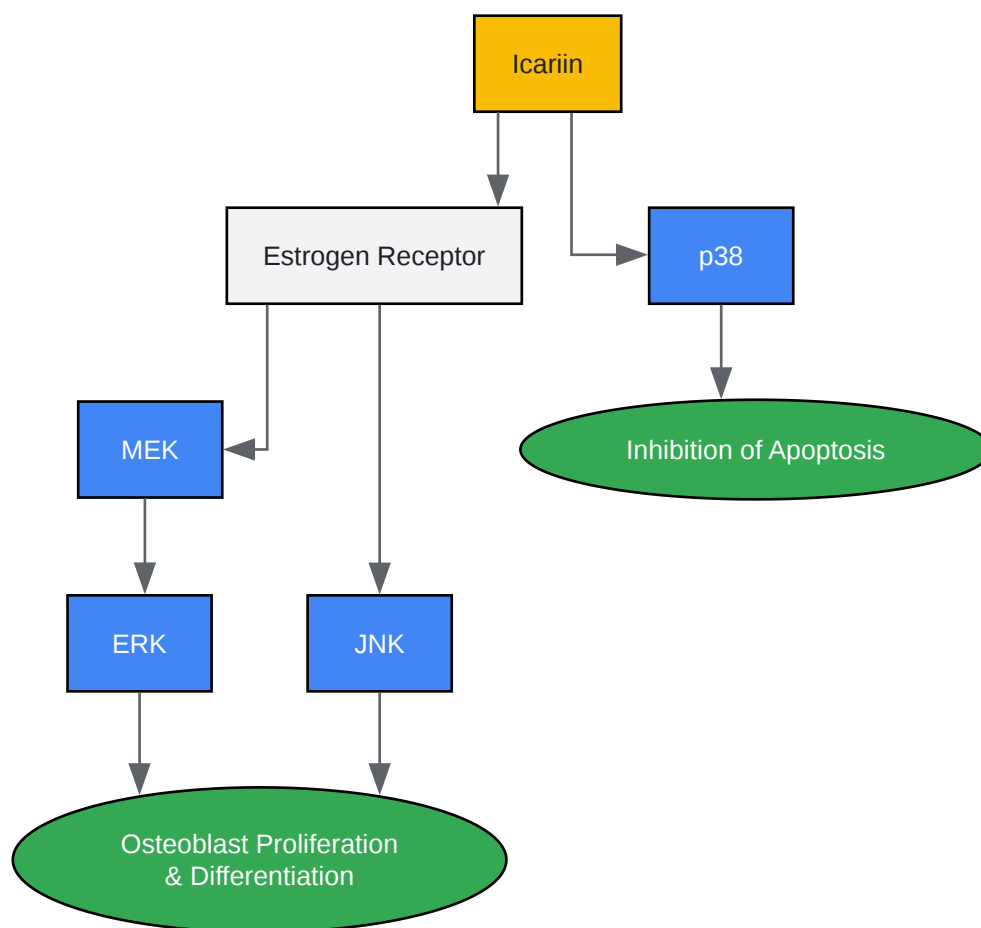 Icariin
Estrogen Receptor
p38
MEK
Inhibition of Apoptosis
ERK
JNK
Osteoblast Proliferation
& Differentiation